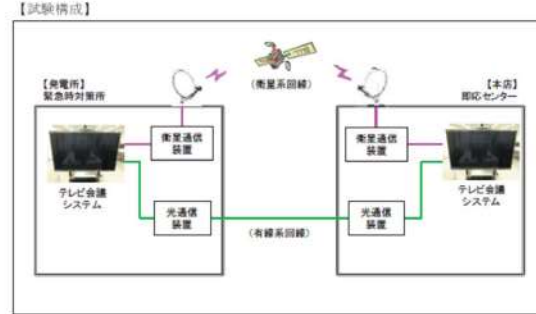 【試験構成】
(衛星系回線)
【発電所】
緊急時対策所
【本店】
即応センター
衛星通信
装置
衛星通信
装置
テレビ会議
システム
テレビ会議
システム
光通信
装置
光通信
装置
(有線系回線)